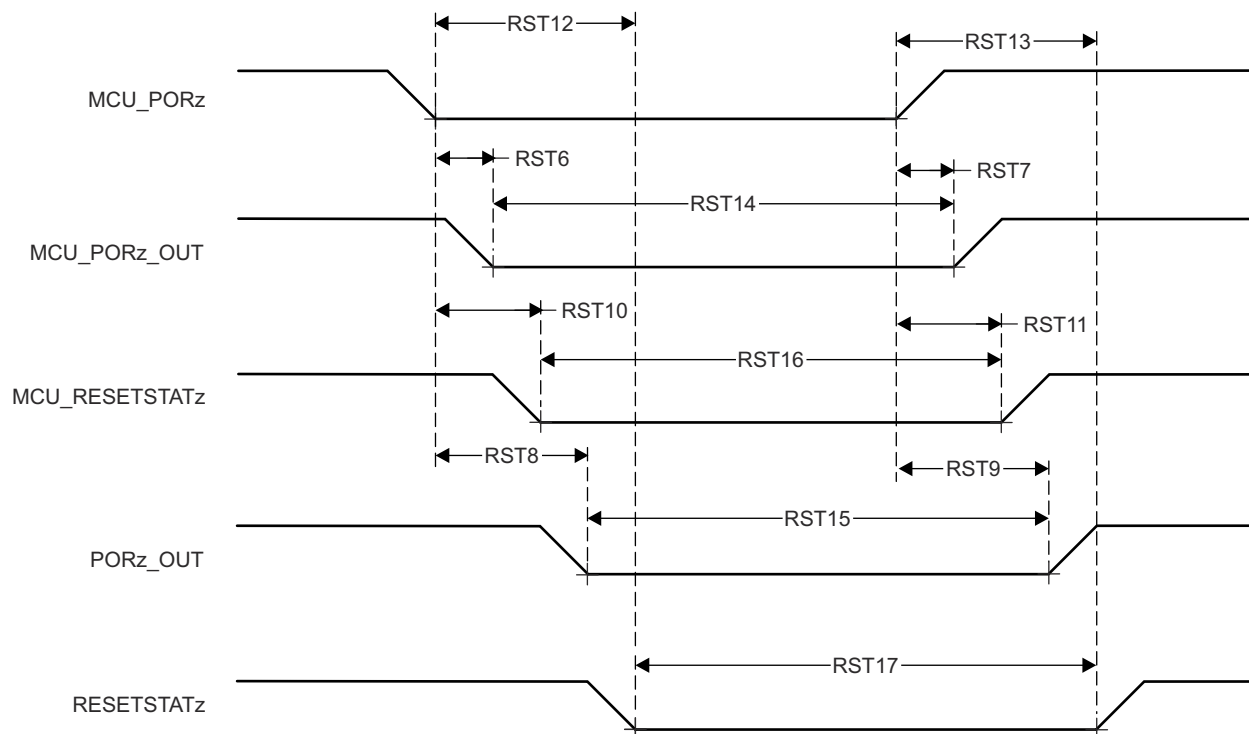 RST12
RST13
MCU_PORz
RST6
RST7
RST14
MCU_PORz_OUT
RST10
RST11
RST16
MCU_RESETSTATz
RST8
RST9
RST15
PORz_OUT
RST17
RESETSTATz